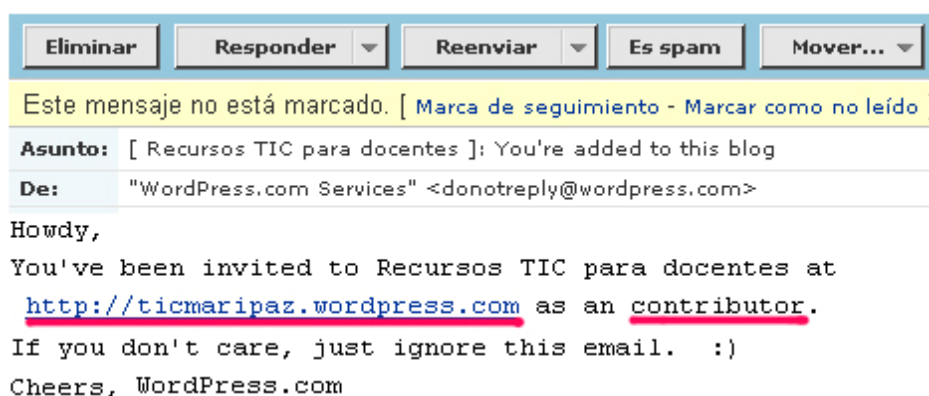 Eliminar Responder Reenviar Es spam Mover...
Este mensaje no está marcado. [ Marca de seguimiento - Marcar como no leído ]
Asunto: [ Recursos TIC para docentes ]: You're added to this blog
De: "WordPress.com Services" <donotreply@wordpress.com>
Howdy,
You've been invited to Recursos TIC para docentes at
http://ticmaripaz.wordpress.com as an contributor.
If you don't care, just ignore this email. :)
Cheers, WordPress.com